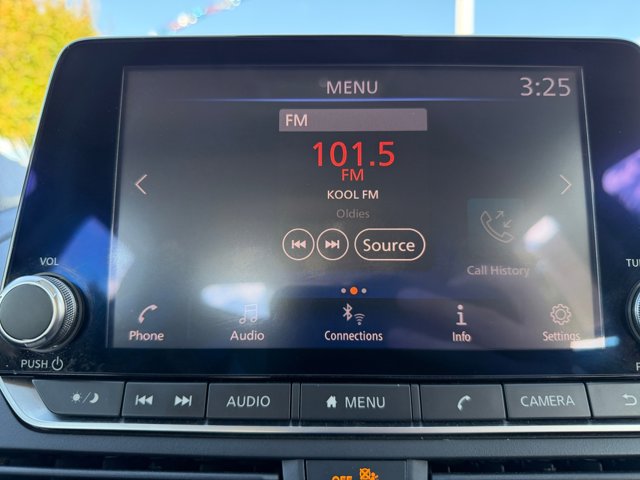 MENU
3:25
FM
101.5
FM
KOOL FM
Oldies
Source
Call History
VOL
Phone
Audio
Connections
Info
Settings
PUSH
AUDIO
MENU
CAMERA
OFF